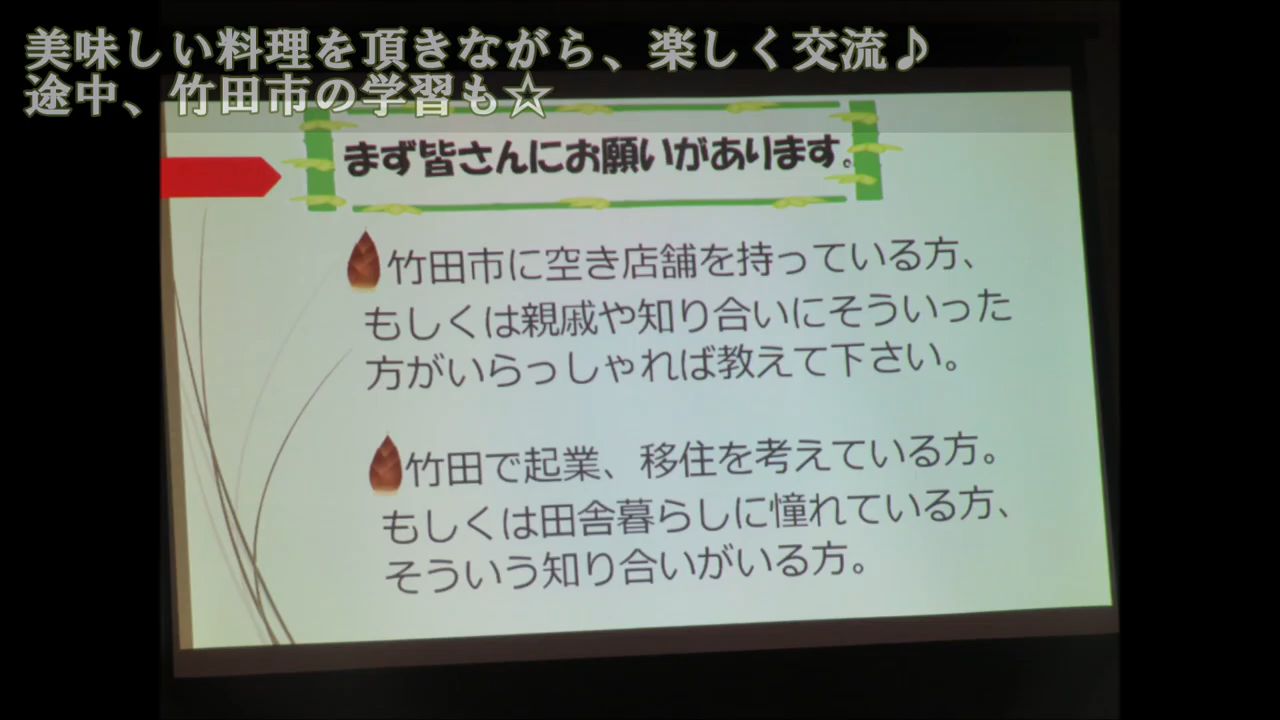 美味しい料理を頂きながら、楽しく交流♪
途中、竹田市の学習も☆
まず皆さんにお願いがあります。
竹田市に空き店舗を持っている方、
もしくは親戚や知り合いにそういった
方がいらっしゃれば教えて下さい。
竹田で起業、移住を考えている方。
もしくは田舎暮らしに憧れている方、
そういう知り合いがいる方。